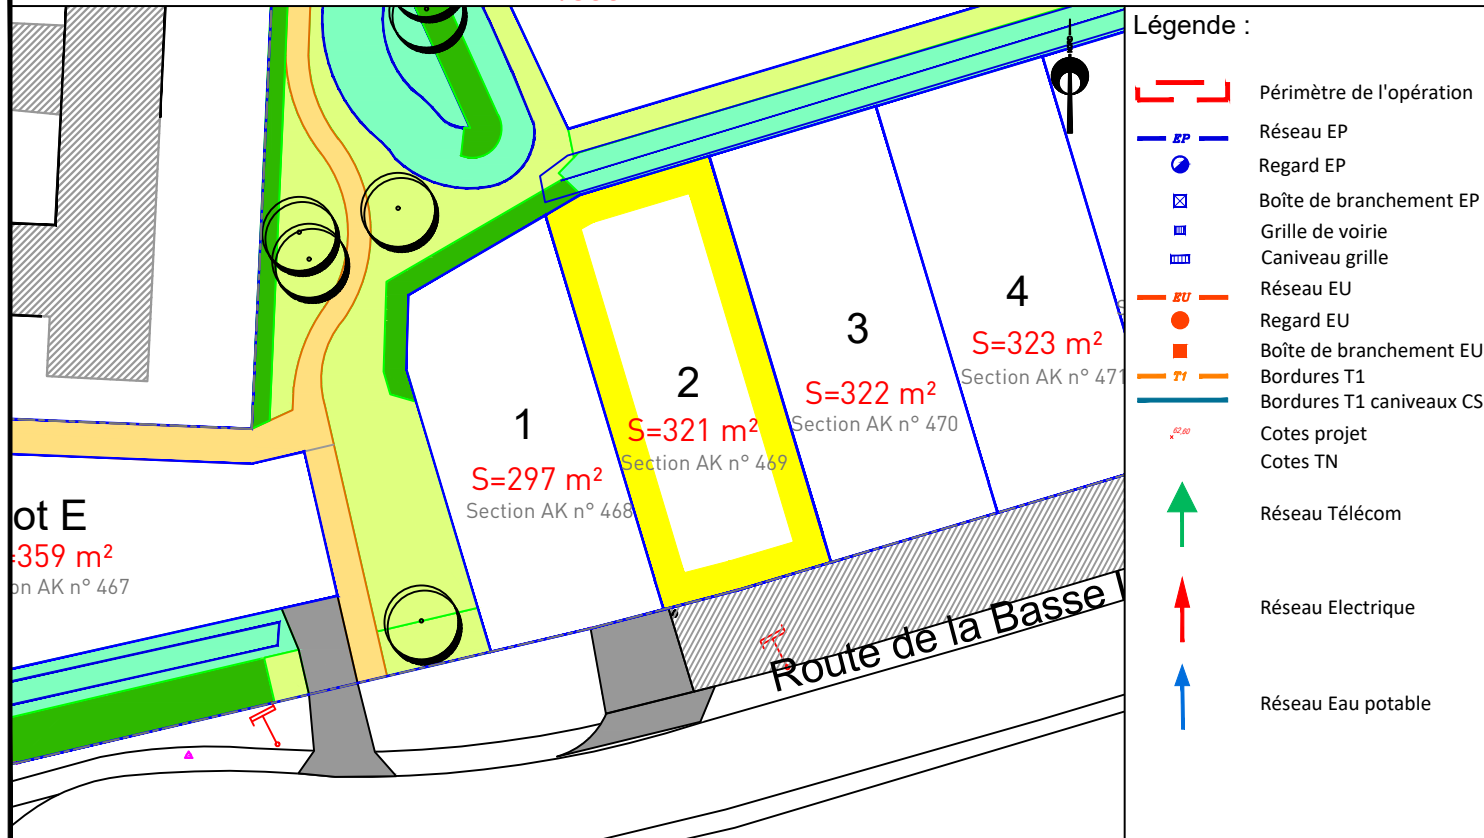 Légende :
Périmètre de l'opération
EP
Réseau EP
Regard EP
Boîte de branchement EP
Grille de voirie
Caniveau grille
EU
Réseau EU
Regard EU
Boîte de branchement EU
T1
Bordures T1
Bordures T1 caniveaux CS
62.60
Cotes projet
Cotes TN
Réseau Télécom
Réseau Electrique
Réseau Eau potable
4
S=323 m²
Section AK n° 471
3
S=322 m²
Section AK n° 470
2
S=321 m²
Section AK n° 469
1
S=297 m²
Section AK n° 468
ot E
=359 m²
on AK n° 467
Route de la Basse